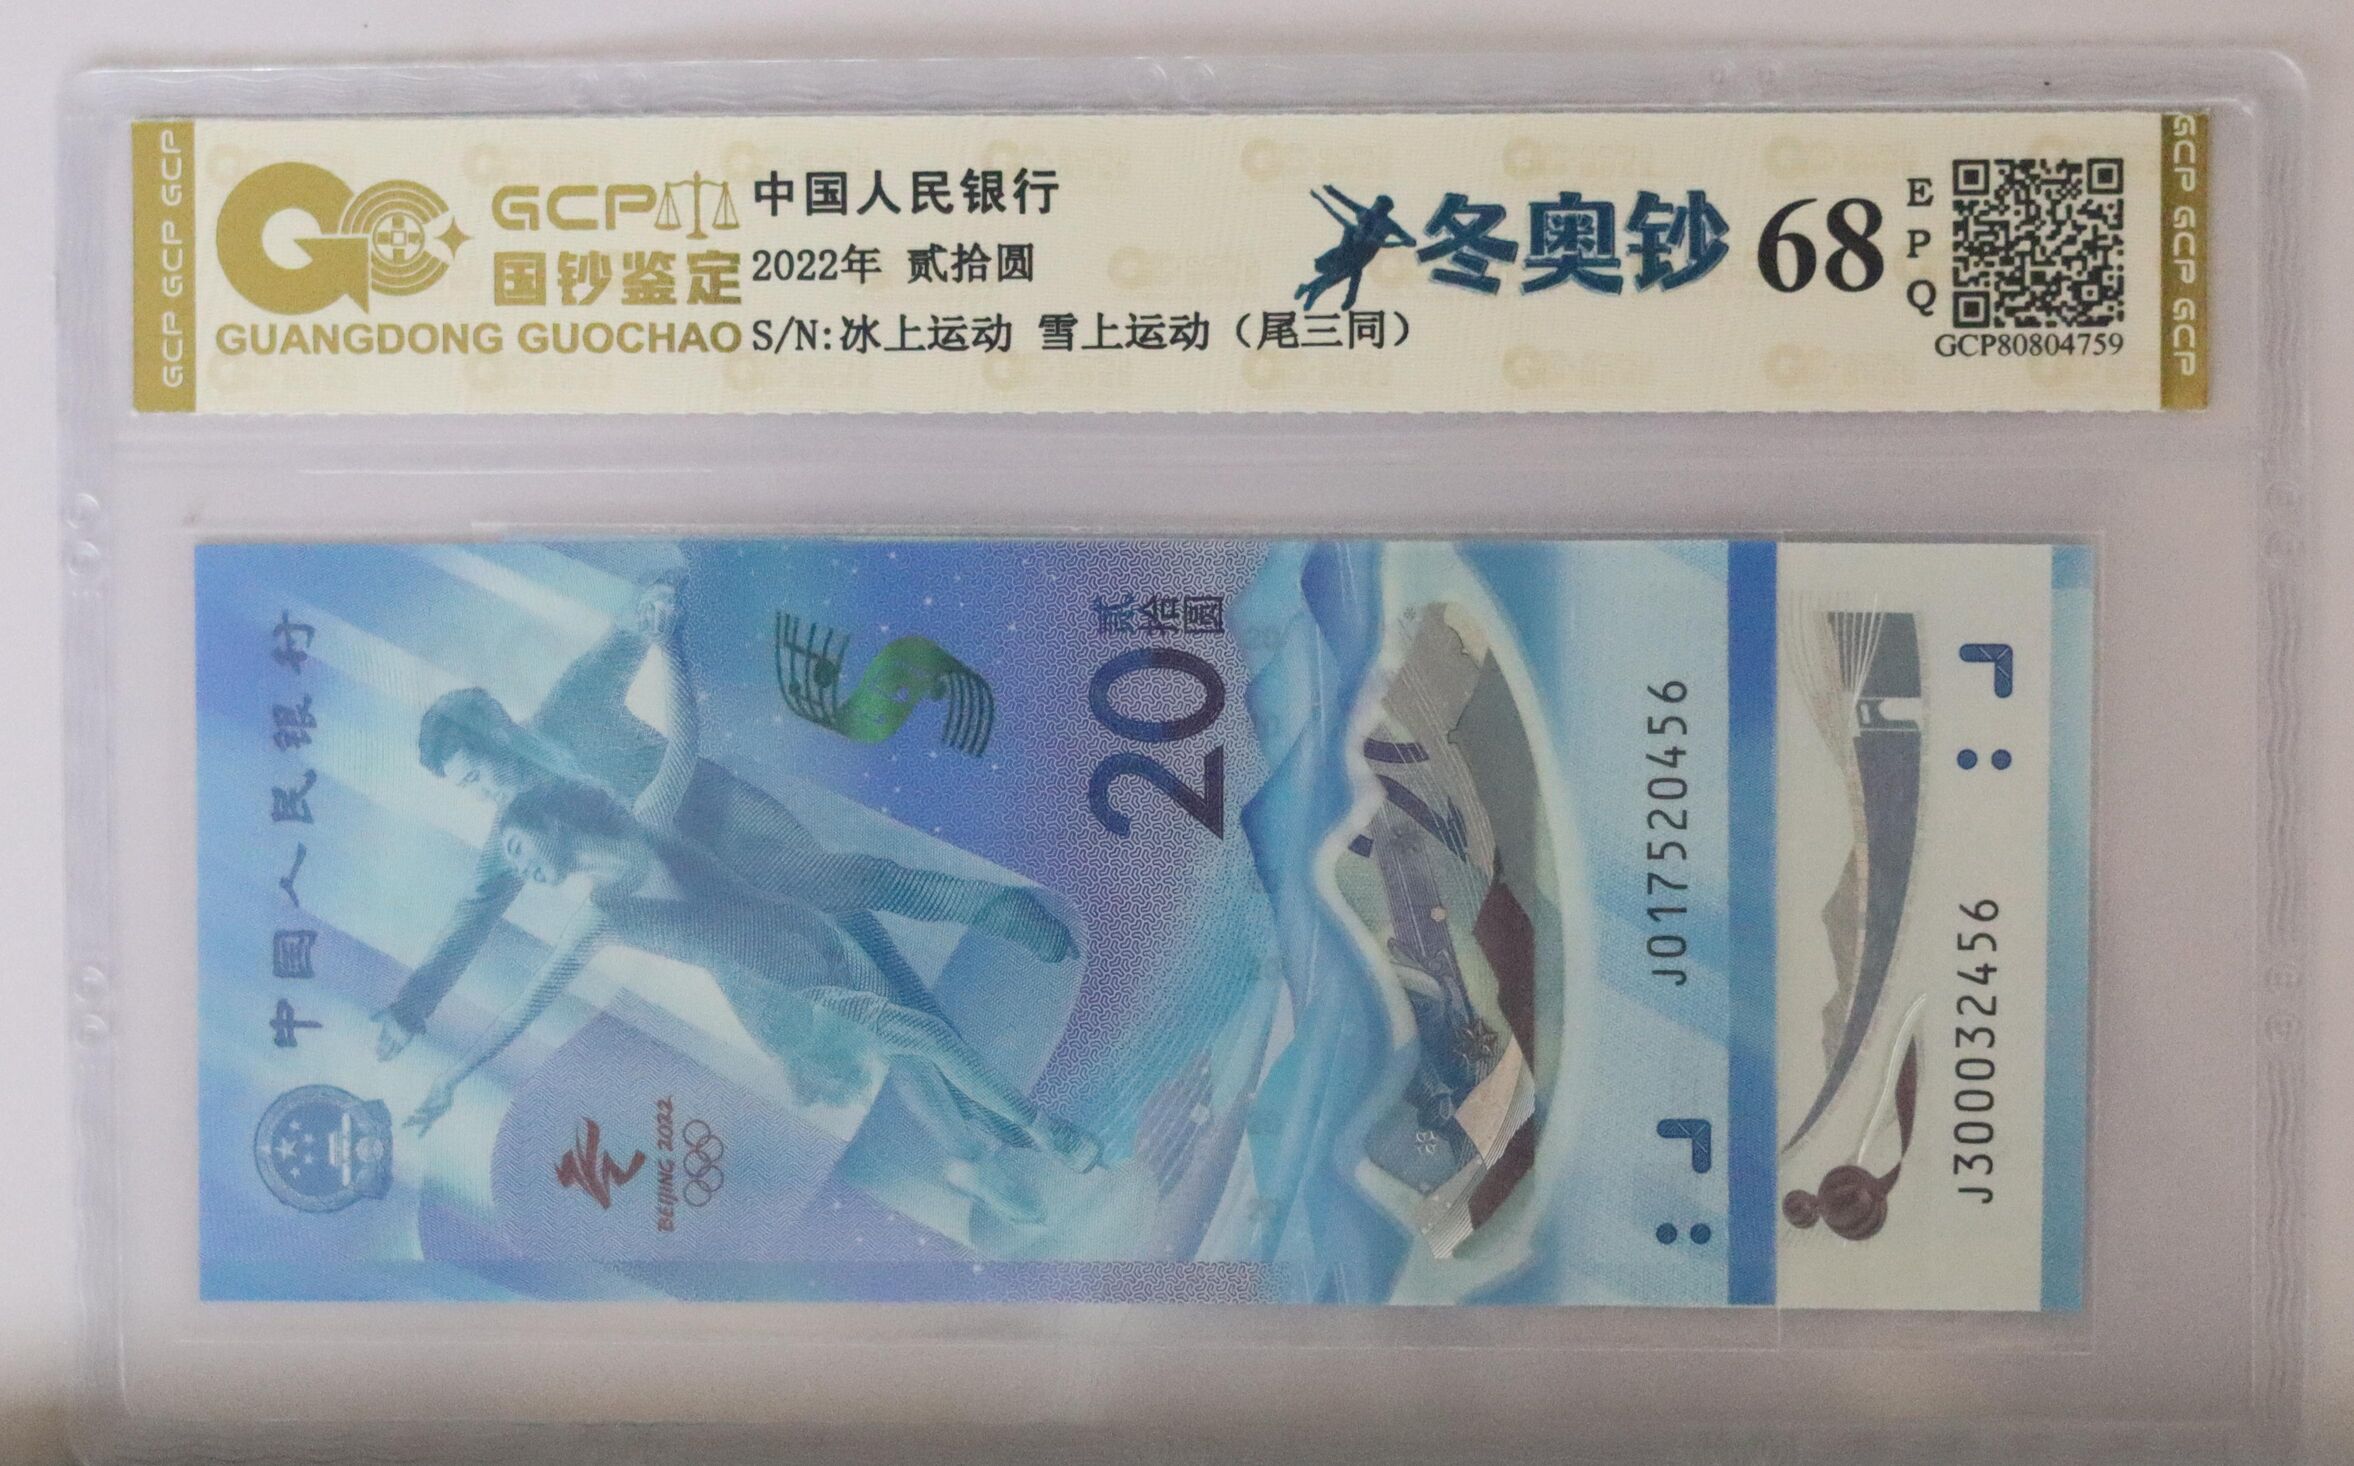 GCP GCP GCP
GCP
国钞鉴定
GUANGDONG GUOCHAO
中国人民银行
2022年 贰拾圆
S/N:冰上运动 雪上运动（尾三同）
冬奥钞
68
EPQ
GCP80804759
GCP GCP GCP
中国人民银行
BEIJING 2022
贰拾圆
20
J017520456
J300032456